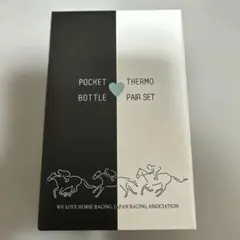 POCKET THERMO
BOTTLE PAIR SET
WE LOVE HORSE RACING. JAPAN RACING ASSOCIATION